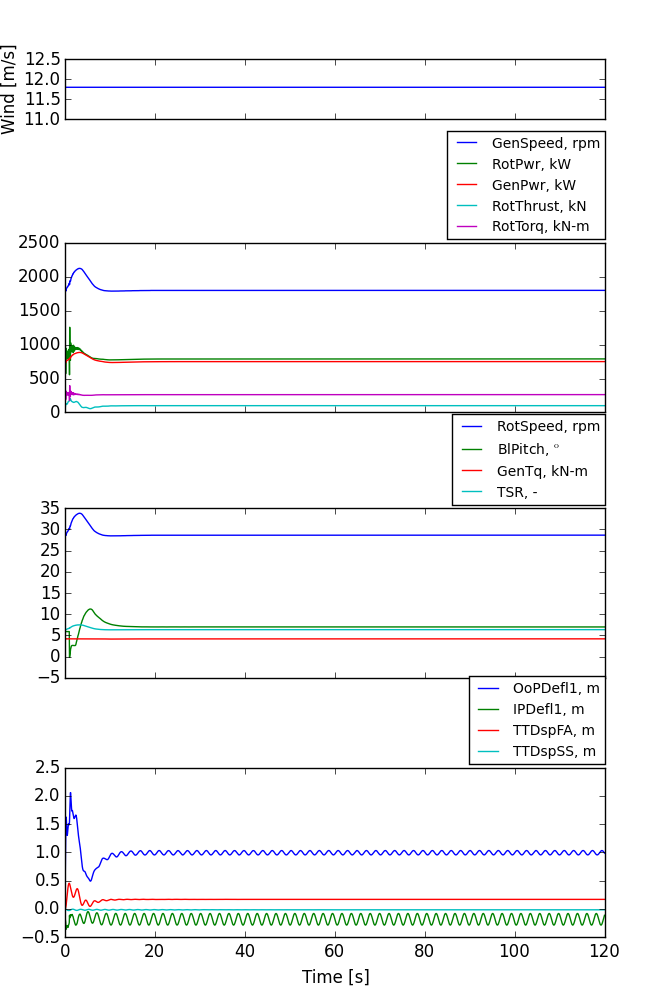 Wind [m/s]
12.5
12.0
11.5
11.0
GenSpeed, rpm
RotPwr, kW
GenPwr, kW
RotThrust, kN
RotTorq, kN-m
2500
2000
1500
1000
500
0
RotSpeed, rpm
BlPitch, °
GenTq, kN-m
TSR, -
35
30
25
20
15
10
5
0
−5
OoPDefl1, m
IPDefl1, m
TTDspFA, m
TTDspSS, m
2.5
2.0
1.5
1.0
0.5
0.0
−0.5
0 20 40 60 80 100 120
Time [s]